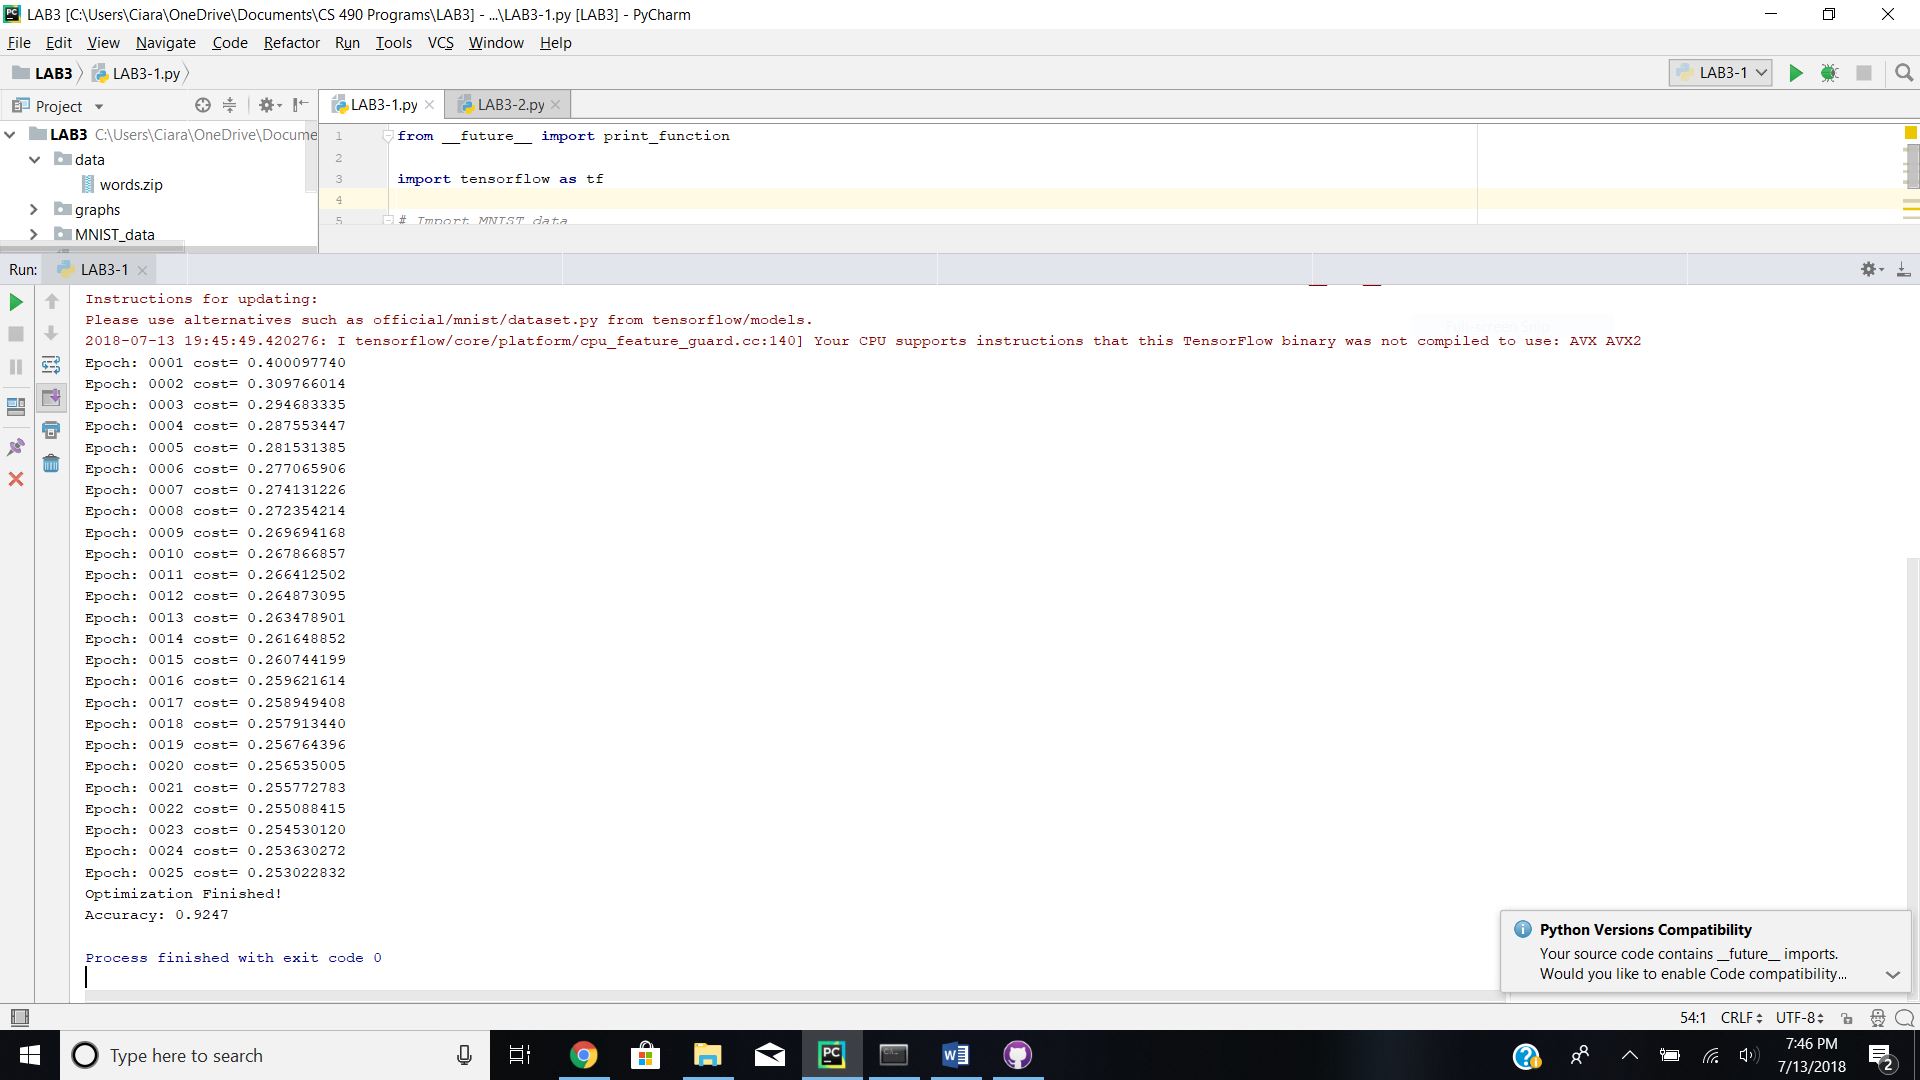 LAB3 [C:\Users\Ciara\OneDrive\Documents\CS 490 Programs\LAB3] - ...\LAB3-1.py [LAB3] - PyCharm
File Edit View Navigate Code Refactor Run Tools VCS Window Help
LAB3 LAB3-1.py LAB3-1
Project LAB3-1.py LAB3-2.py
LAB3 C:\Users\Ciara\OneDrive\Docume
data
words.zip
graphs
MNIST_data
1 from __future__ import print_function
2
3 import tensorflow as tf
4
5 # Import MNIST data
Run: LAB3-1
Instructions for updating:
Please use alternatives such as official/mnist/dataset.py from tensorflow/models.
2018-07-13 19:45:49.420276: I tensorflow/core/platform/cpu_feature_guard.cc:140] Your CPU supports instructions that this TensorFlow binary was not compiled to use: AVX AVX2
Epoch: 0001 cost= 0.400097740
Epoch: 0002 cost= 0.309766014
Epoch: 0003 cost= 0.294683335
Epoch: 0004 cost= 0.287553447
Epoch: 0005 cost= 0.281531385
Epoch: 0006 cost= 0.277065906
Epoch: 0007 cost= 0.274131226
Epoch: 0008 cost= 0.272354214
Epoch: 0009 cost= 0.269694168
Epoch: 0010 cost= 0.267866857
Epoch: 0011 cost= 0.266412502
Epoch: 0012 cost= 0.264873095
Epoch: 0013 cost= 0.263478901
Epoch: 0014 cost= 0.261648852
Epoch: 0015 cost= 0.260744199
Epoch: 0016 cost= 0.259621614
Epoch: 0017 cost= 0.258949408
Epoch: 0018 cost= 0.257913440
Epoch: 0019 cost= 0.256764396
Epoch: 0020 cost= 0.256535005
Epoch: 0021 cost= 0.255772783
Epoch: 0022 cost= 0.255088415
Epoch: 0023 cost= 0.254530120
Epoch: 0024 cost= 0.253630272
Epoch: 0025 cost= 0.253022832
Optimization Finished!
Accuracy: 0.9247
Process finished with exit code 0
Python Versions Compatibility
Your source code contains __future__ imports.
Would you like to enable Code compatibility...
54:1 CRLF UTF-8
Type here to search
7:46 PM
7/13/2018
2